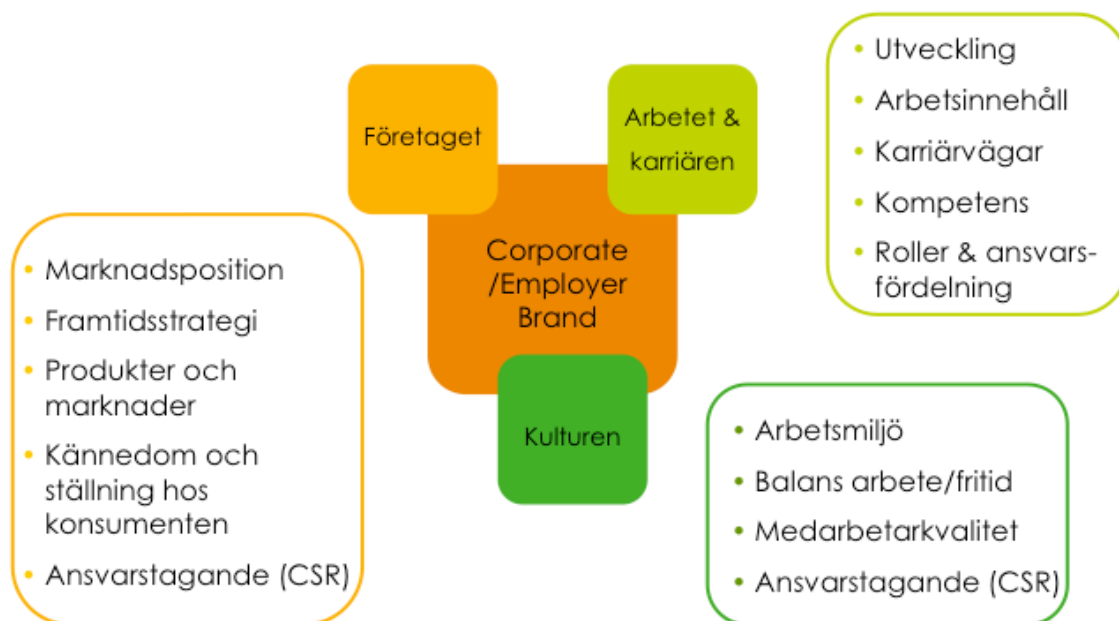 Företaget
Arbetet &
karriären
Corporate
/Employer
Brand
Kulturen
• Marknadsposition
• Framtidsstrategi
• Produkter och
marknader
• Kännedom och
ställning hos
konsumenten
• Ansvarstagande (CSR)
• Utveckling
• Arbetsinnehåll
• Karriärvägar
• Kompetens
• Roller & ansvars-
fördelning
• Arbetsmiljö
• Balans arbete/fritid
• Medarbetarkvalitet
• Ansvarstagande (CSR)